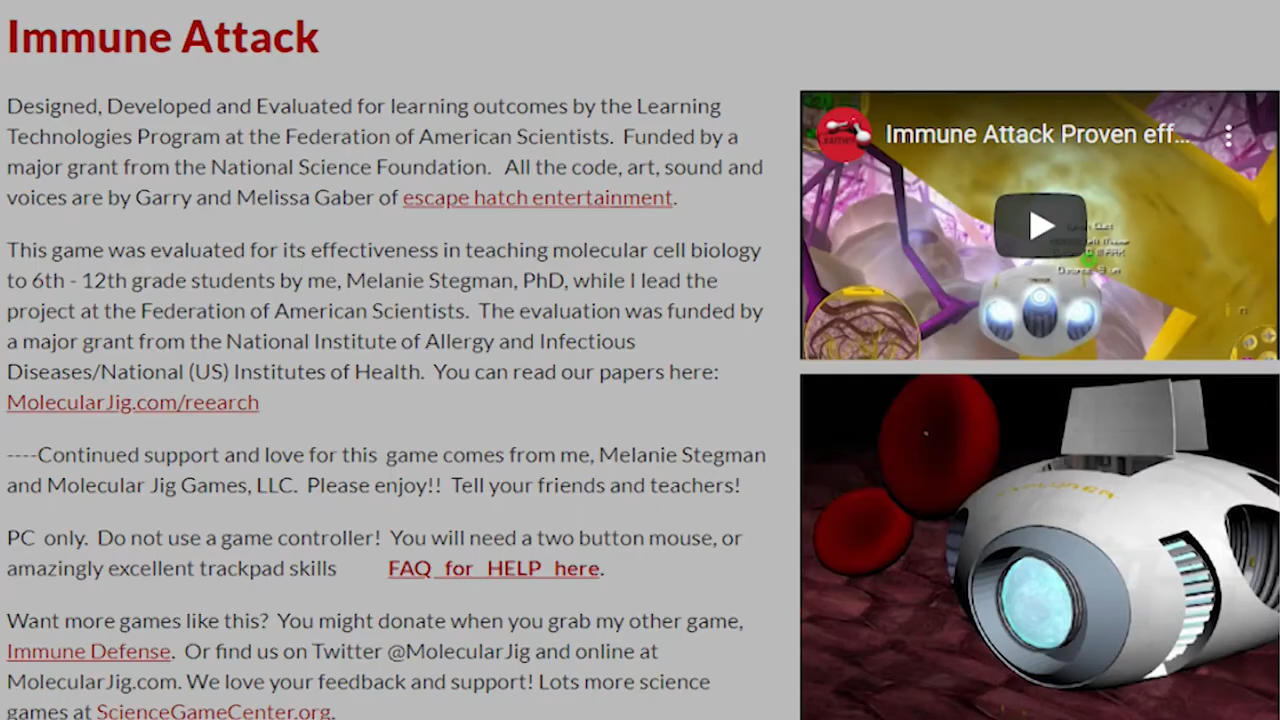 Immune Attack
Designed, Developed and Evaluated for learning outcomes by the Learning
Technologies Program at the Federation of American Scientists. Funded by a
major grant from the National Science Foundation. All the code, art, sound and
voices are by Garry and Melissa Gaber of escape hatch entertainment.
This game was evaluated for its effectiveness in teaching molecular cell biology
to 6th - 12th grade students by me, Melanie Stegman, PhD, while I lead the
project at the Federation of American Scientists. The evaluation was funded by
a major grant from the National Institute of Allergy and Infectious
Diseases/National (US) Institutes of Health. You can read our papers here:
MolecularJig.com/reearch
----Continued support and love for this game comes from me, Melanie Stegman
and Molecular Jig Games, LLC. Please enjoy!! Tell your friends and teachers!
PC only. Do not use a game controller! You will need a two button mouse, or
amazingly excellent trackpad skills FAQ for HELP here.
Want more games like this? You might donate when you grab my other game,
Immune Defense. Or find us on Twitter @MolecularJig and online at
MolecularJig.com. We love your feedback and support! Lots more science
games at ScienceGameCenter.org.
Immune Attack Proven eff...
EXPLORER